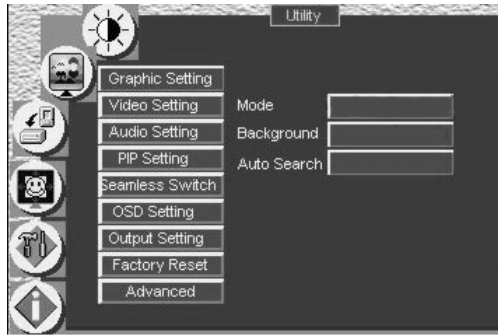 Utility
Graphic Setting
Video Setting
Mode
Audio Setting
Background
PIP Setting
Auto Search
Seamless Switch
OSD Setting
Output Setting
Factory Reset
Advanced